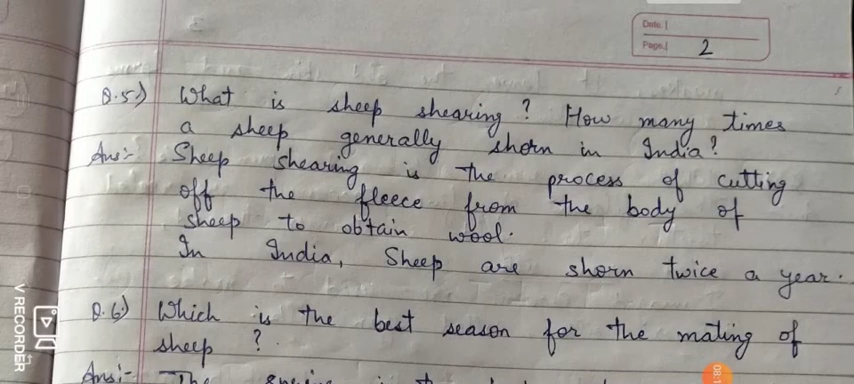 Date |
Page | 2
Q.5) What is sheep shearing? How many times
a sheep generally shorn in India?
Ans:- Sheep shearing is the process of cutting
off the fleece from the body of
sheep to obtain wool.
In India, Sheep are shorn twice a year.
Q.6) Which is the best season for the mating of
sheep?
Ans:- The
V RECORDER